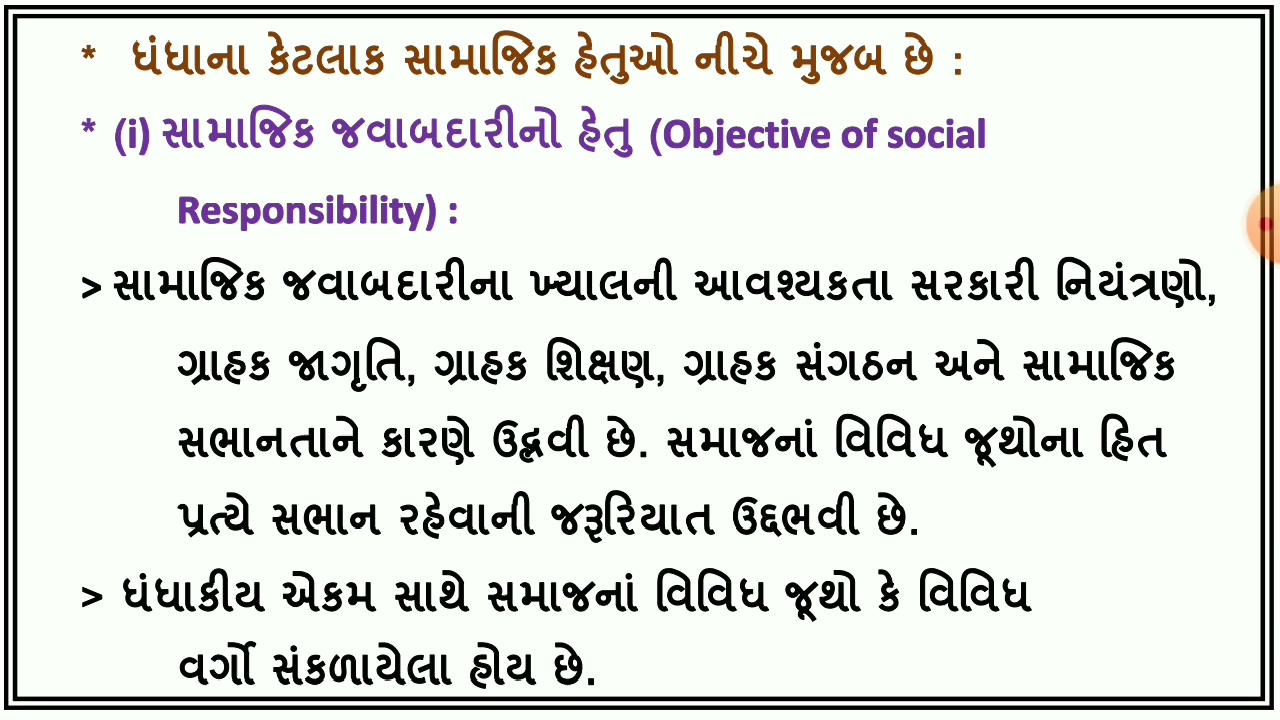 * ધંધાના કેટલાક સામાજિક હેતુઓ નીચે મુજબ છે :
* (i) સામાજિક જવાબદારીનો હેતુ (Objective of social
Responsibility) :
> સામાજિક જવાબદારીના ખ્યાલની આવશ્યકતા સરકારી નિયંત્રણો,
ગ્રાહક જાગૃતિ, ગ્રાહક શિક્ષણ, ગ્રાહક સંગઠન અને સામાજિક
સભાનતાને કારણે ઉદ્ભવી છે. સમાજનાં વિવિધ જૂથોના હિત
પ્રત્યે સભાન રહેવાની જરૂરિયાત ઉદ્દભવી છે.
> ધંધાકીય એકમ સાથે સમાજનાં વિવિધ જૂથો કે વિવિધ
વર્ગો સંકળાયેલા હોય છે.